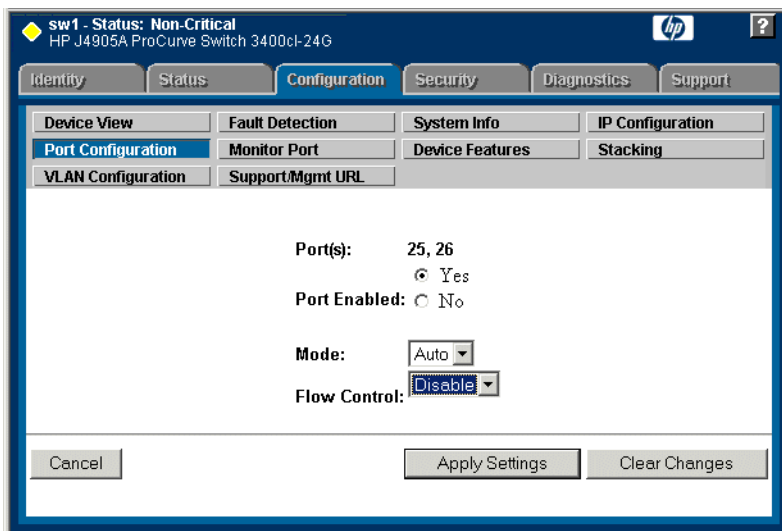 sw1 - Status: Non-Critical
HP J4905A ProCurve Switch 3400cl-24G
hp
?
Identity Status Configuration Security Diagnostics Support
Device View Fault Detection System Info IP Configuration
Port Configuration Monitor Port Device Features Stacking
VLAN Configuration Support/Mgmt URL
Port(s): 25, 26
Yes
Port Enabled: No
Mode: Auto
Flow Control: Disable
Cancel Apply Settings Clear Changes